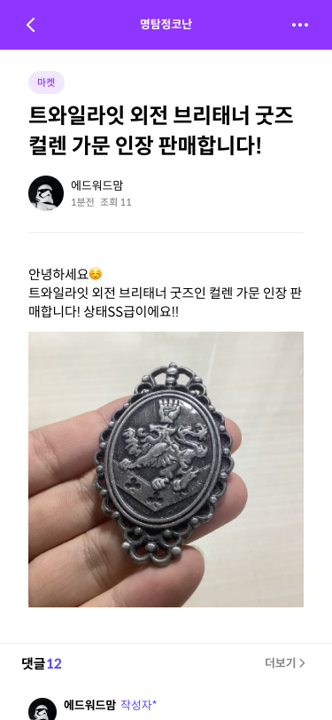 명탐정코난
마켓
트와일라잇 외전 브리태너 굿즈
컬렌 가문 인장 판매합니다!
에드워드맘
1분전 조회 11
안녕하세요☺️
트와일라잇 외전 브리태너 굿즈인 컬렌 가문 인장 판
매합니다! 상태SS급이에요!!
댓글12
더보기
에드워드맘 작성자*